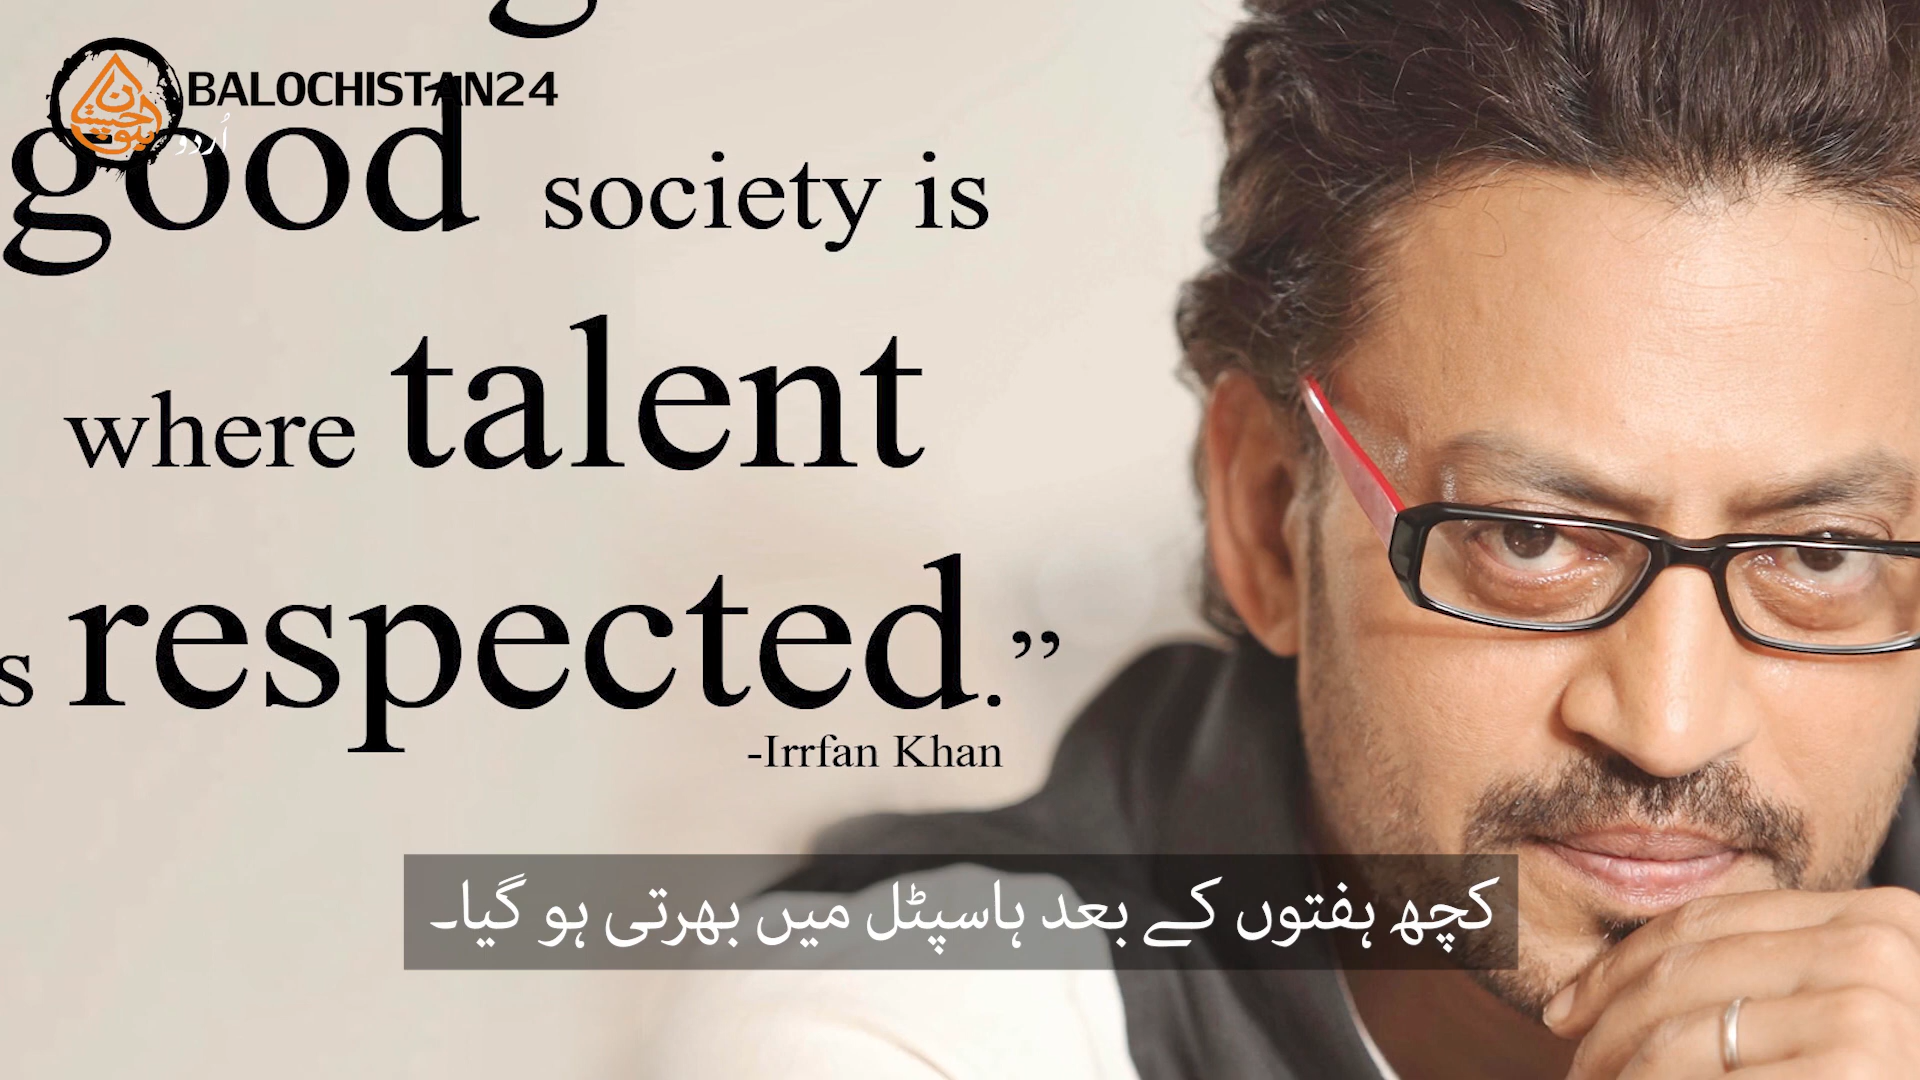 BALOCHISTAN24
بلوچستان
اُردو
good society is
where talent
s respected.”
-Irrfan Khan
کچھ ہفتوں کے بعد ہاسپٹل میں بھرتی ہو گیا۔